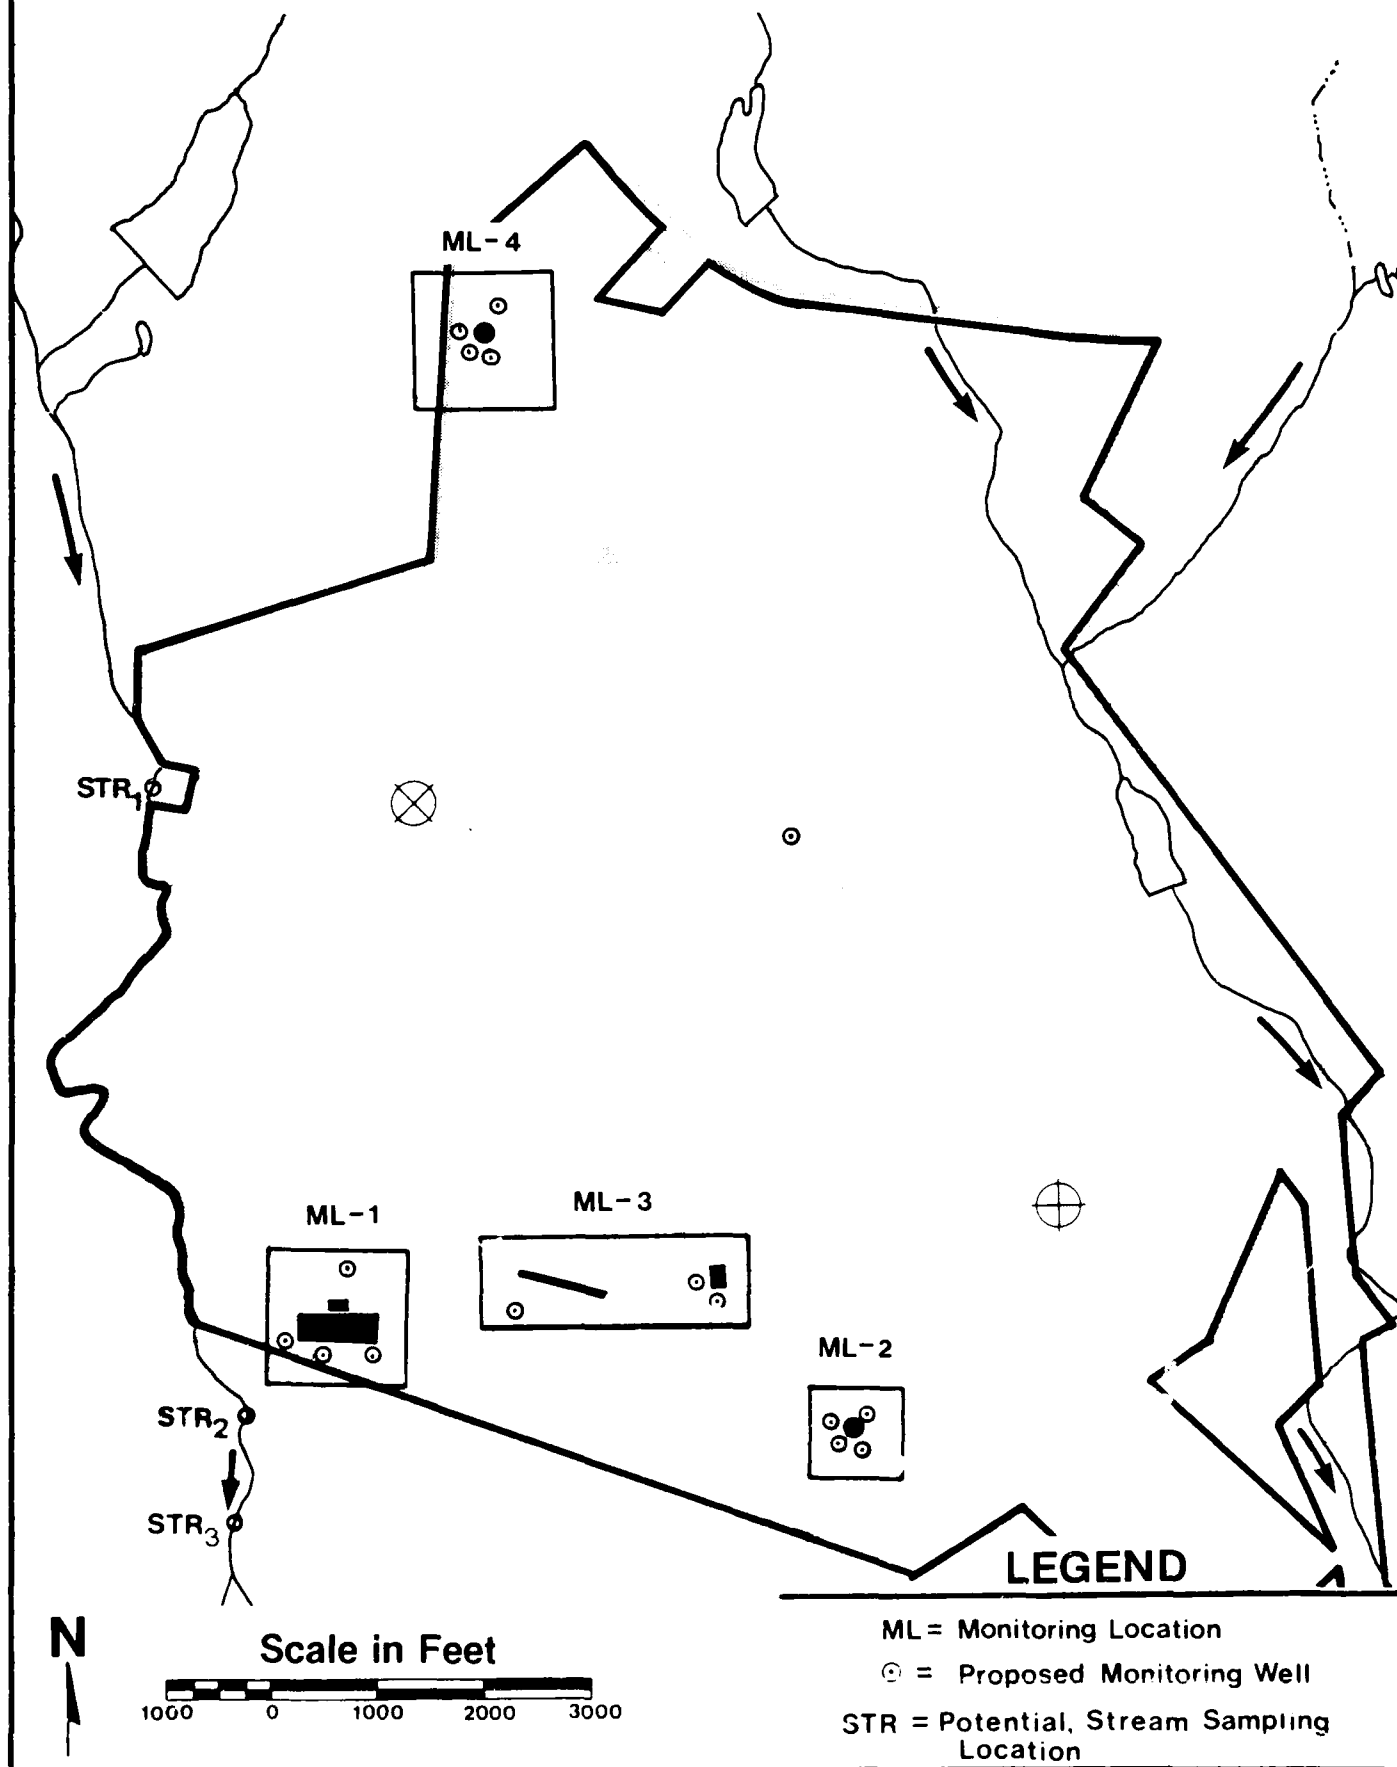 ML-4
STR1
ML-1
ML-3
ML-2
STR2
STR3
LEGEND
N
Scale in Feet
1000 0 1000 2000 3000
ML = Monitoring Location
⊙ = Proposed Monitoring Well
STR = Potential, Stream Sampling
Location